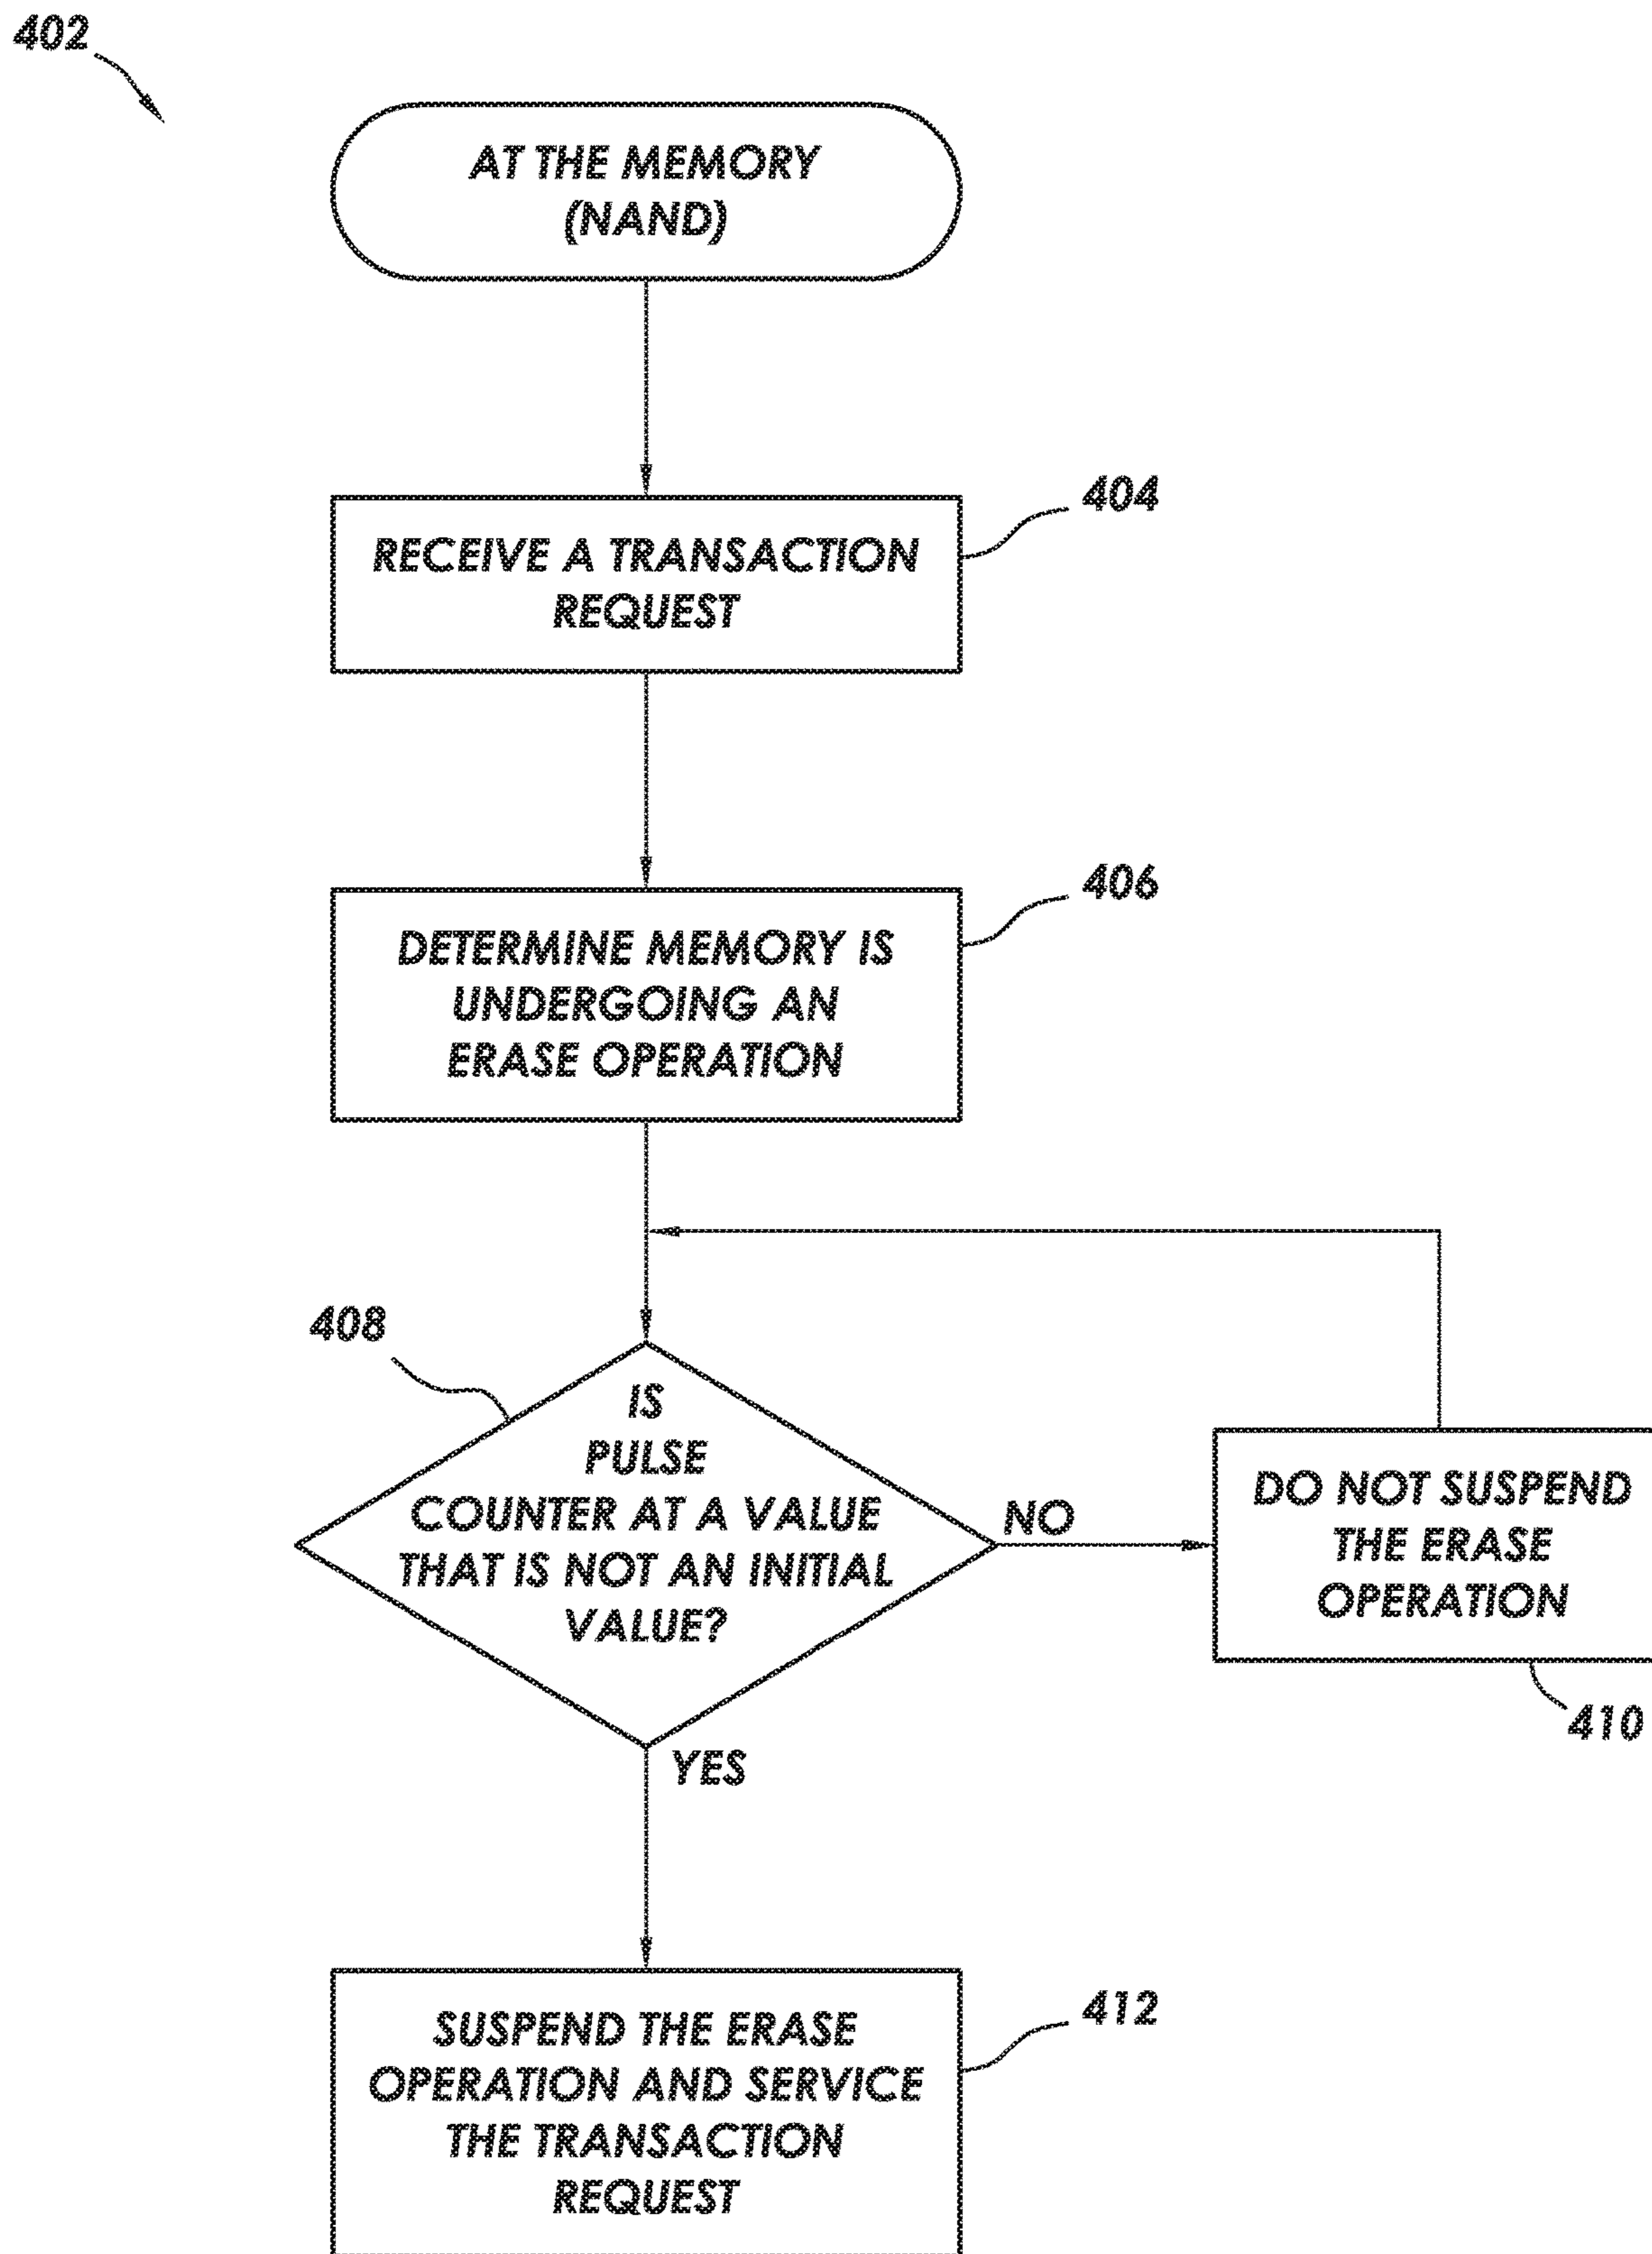 402
AT THE MEMORY
(NAND)
404
RECEIVE A TRANSACTION
REQUEST
406
DETERMINE MEMORY IS
UNDERGOING AN
ERASE OPERATION
408
IS
PULSE
COUNTER AT A VALUE
THAT IS NOT AN INITIAL
VALUE?
NO
DO NOT SUSPEND
THE ERASE
OPERATION
410
YES
412
SUSPEND THE ERASE
OPERATION AND SERVICE
THE TRANSACTION
REQUEST